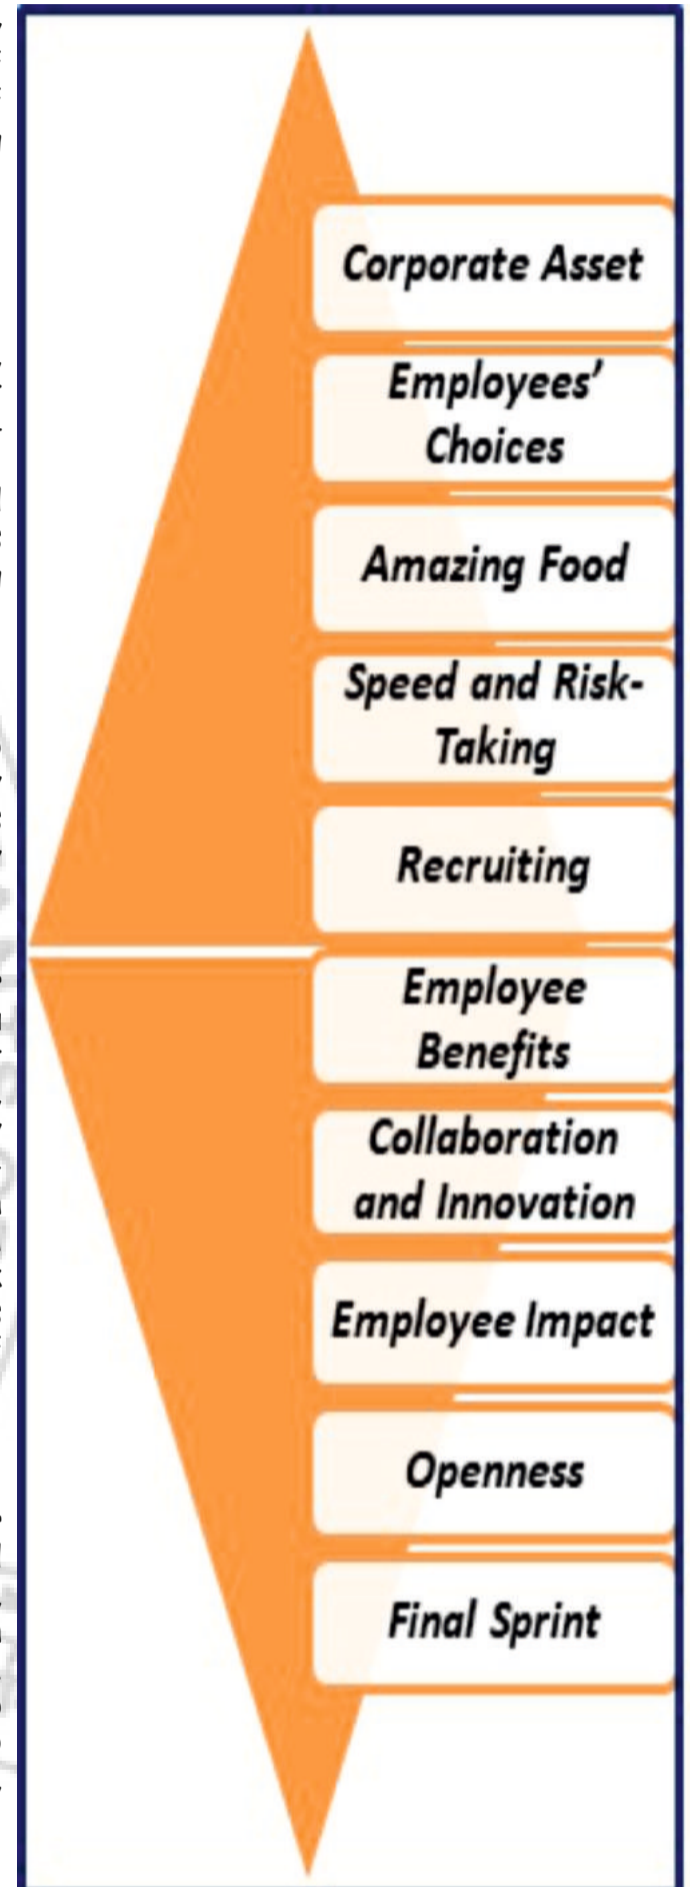 Corporate Asset
Employees’
Choices
Amazing Food
Speed and Risk-
Taking
Recruiting
Employee
Benefits
Collaboration
and Innovation
Employee Impact
Openness
Final Sprint